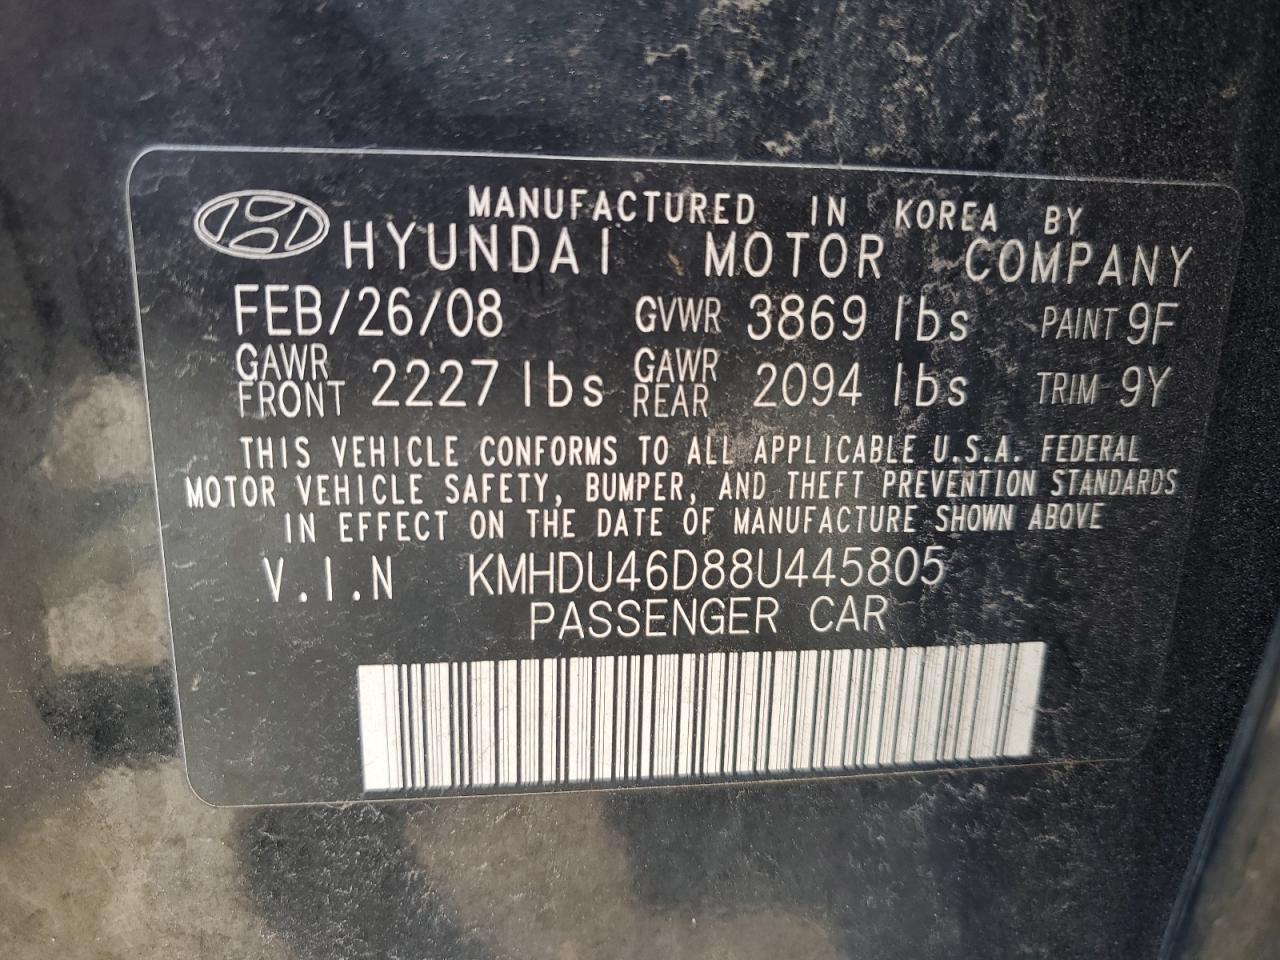 MANUFACTURED IN KOREA BY
HYUNDAI MOTOR COMPANY
FEB/26/08 GVWR 3869 lbs PAINT 9F
GAWR FRONT 2227 lbs GAWR REAR 2094 lbs TRIM 9Y
THIS VEHICLE CONFORMS TO ALL APPLICABLE U.S.A. FEDERAL
MOTOR VEHICLE SAFETY, BUMPER, AND THEFT PREVENTION STANDARDS
IN EFFECT ON THE DATE OF MANUFACTURE SHOWN ABOVE
V.I.N KMHDU46D88U445805
PASSENGER CAR